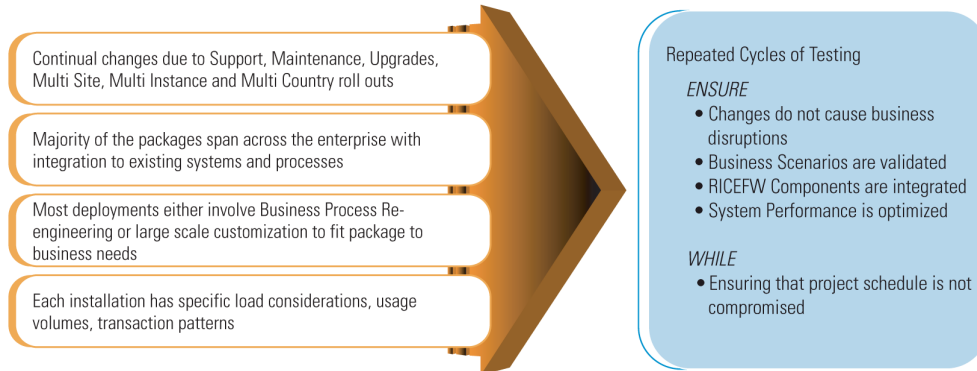 Continual changes due to Support, Maintenance, Upgrades,
Multi Site, Multi Instance and Multi Country roll outs
Majority of the packages span across the enterprise with
integration to existing systems and processes
Most deployments either involve Business Process Re-
engineering or large scale customization to fit package to
business needs
Each installation has specific load considerations, usage
volumes, transaction patterns
Repeated Cycles of Testing
ENSURE
• Changes do not cause business
disruptions
• Business Scenarios are validated
• RICEFW Components are integrated
• System Performance is optimized
WHILE
• Ensuring that project schedule is not
compromised